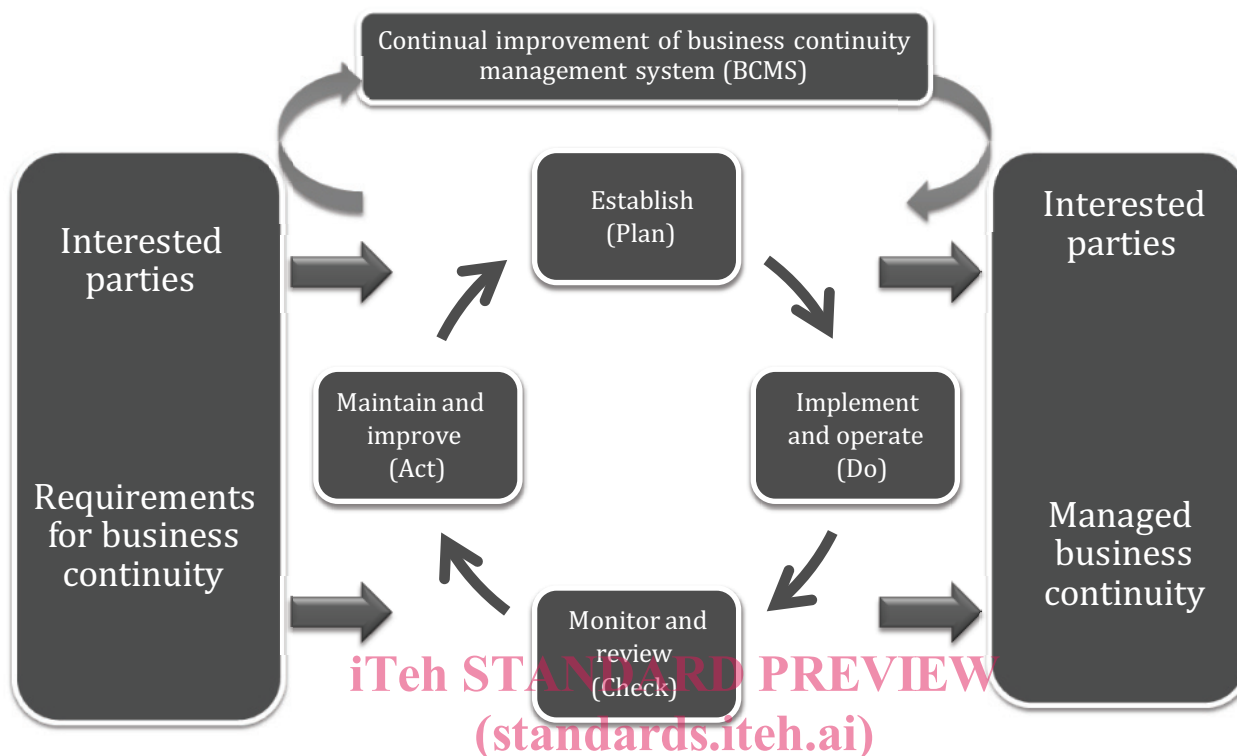 Continual improvement of business continuity
management system (BCMS)
Interested
parties
Requirements
for business
continuity
Establish
(Plan)
Implement
and operate
(Do)
Monitor and
review
(Check)
Maintain and
improve
(Act)
Interested
parties
Managed
business
continuity
iTeh STANDARD PREVIEW
(standards.iteh.ai)